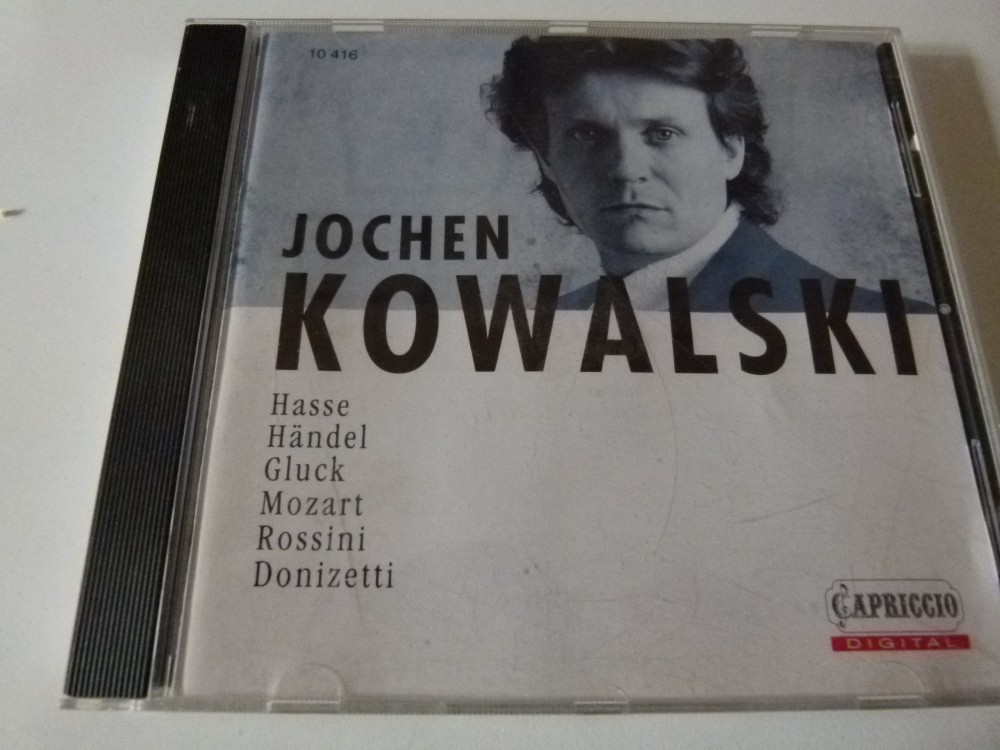 10 416
JOCHEN
KOWALSKI
Hasse
Händel
Gluck
Mozart
Rossini
Donizetti
CAPRICCIO
DIGITAL